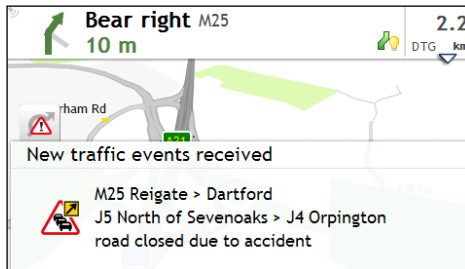 Bear right M25
10 m
2.2
DTG km
rham Rd
A21
New traffic events received
M25 Reigate > Dartford
J5 North of Sevenoaks > J4 Orpington
road closed due to accident